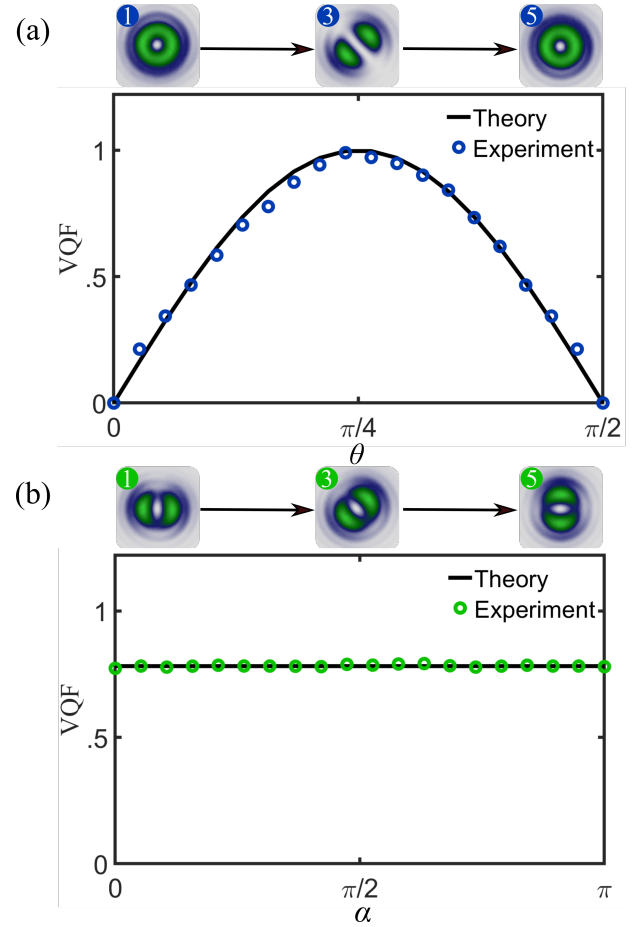 (a)
1 3 5
Theory
Experiment
1
.5
0
VQF
0 π/4 π/2
θ
(b)
1 3 5
Theory
Experiment
1
.5
0
VQF
0 π/2 π
α